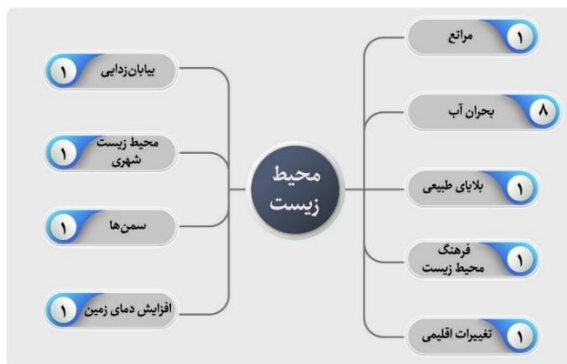 محیط
زیست
مراتع ۱
بحران آب ۸
بلایای طبیعی ۱
فرهنگ
محیط زیست ۱
تغییرات اقلیمی ۱
بیابان‌زدایی ۱
محیط زیست
شهری ۱
سمن‌ها ۱
افزایش دمای زمین ۱